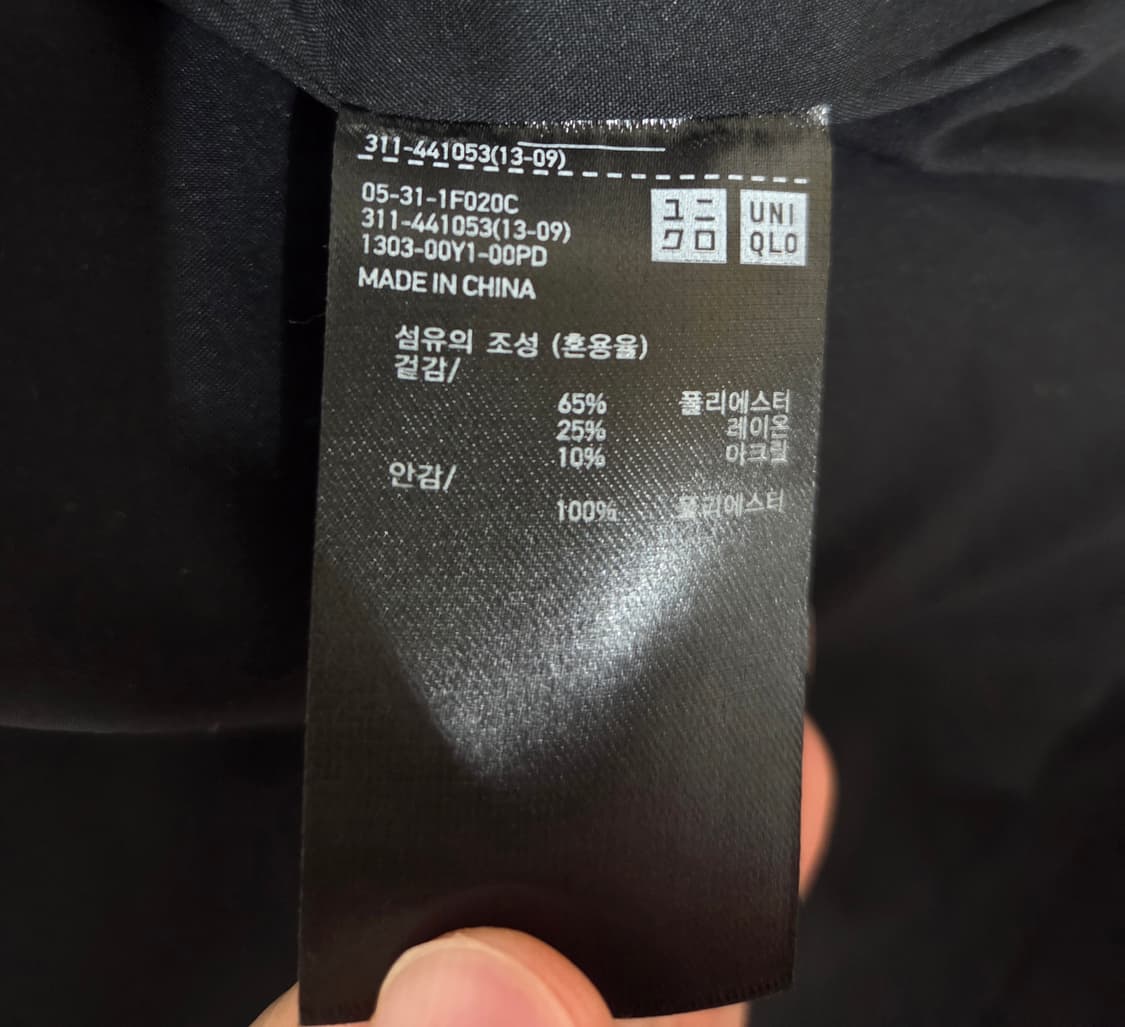 311-441053(13-09)
05-31-1F020C
311-441053(13-09)
1303-00Y1-00PD
MADE IN CHINA
ユニ
クロ
UNI
QLO
섬유의 조성 (혼용율)
겉감/
65% 폴리에스터
25% 레이온
10% 아크릴
안감/
100% 폴리에스터